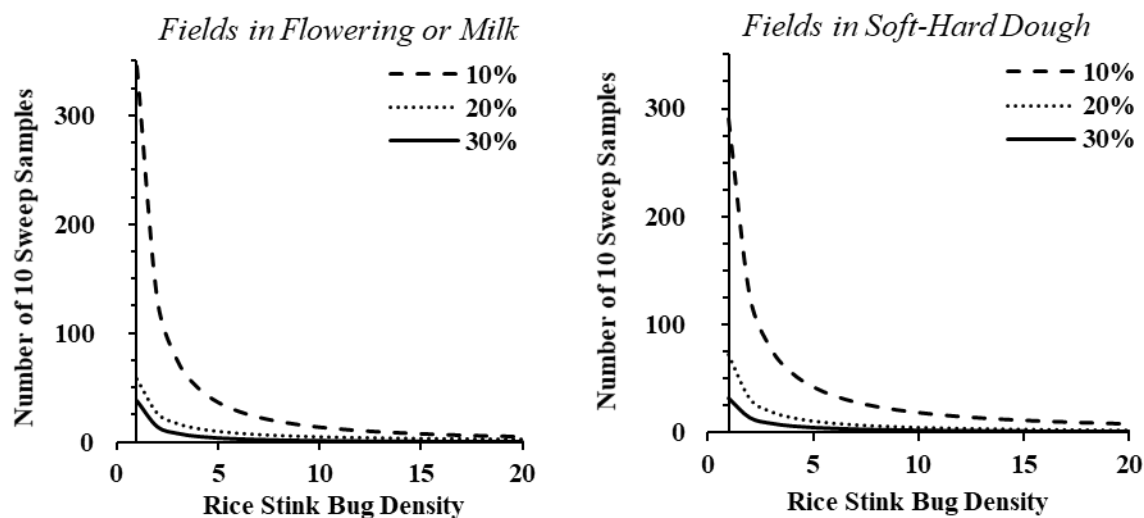 Fields in Flowering or Milk
Number of 10 Sweep Samples
300
200
100
0
10%
20%
30%
0 5 10 15 20
Rice Stink Bug Density
Fields in Soft-Hard Dough
Number of 10 Sweep Samples
300
200
100
0
10%
20%
30%
0 5 10 15 20
Rice Stink Bug Density